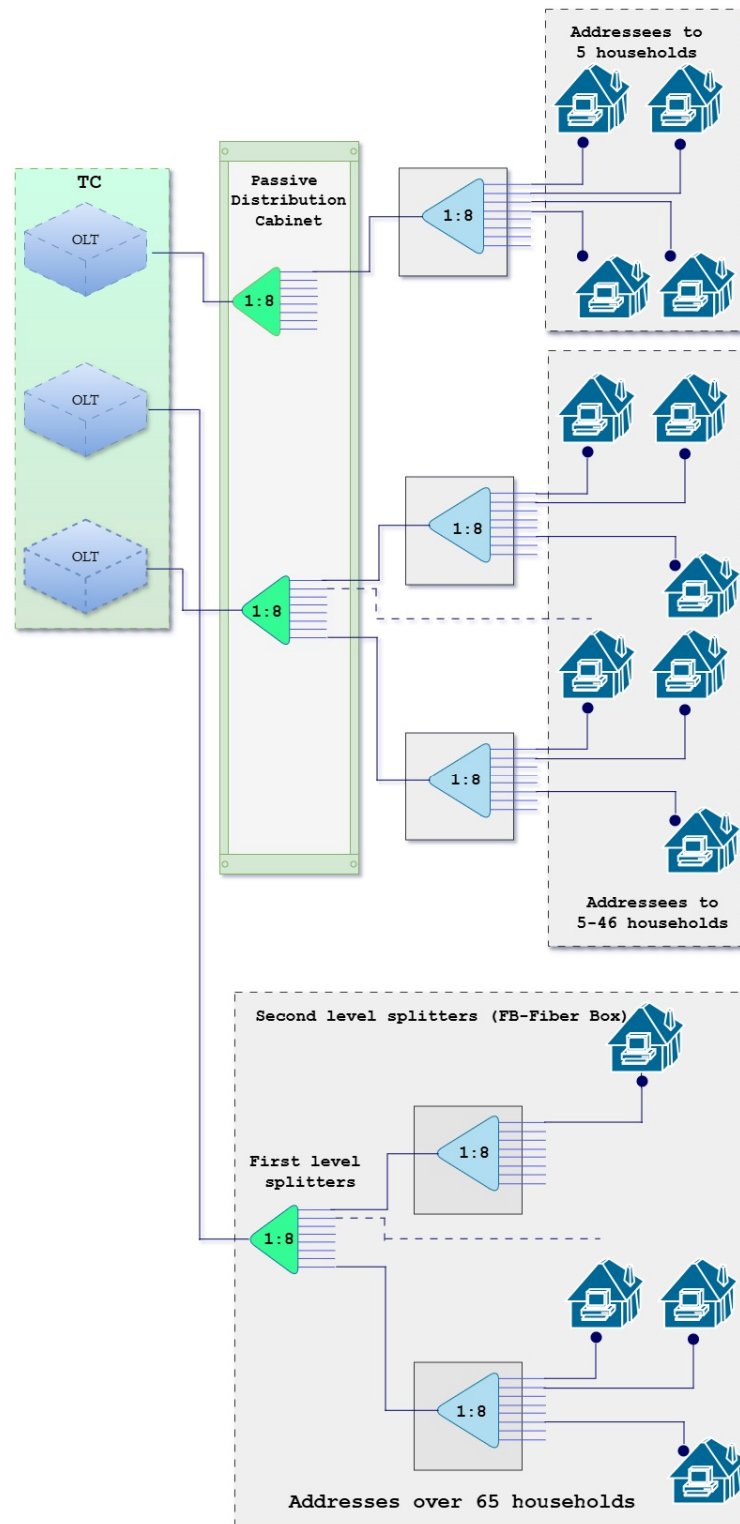 Addressees to
5 households
TC
OLT
Passive
Distribution
Cabinet
1:8
1:8
OLT
OLT
1:8
1:8
1:8
Addressees to
5-46 households
Second level splitters (FB-Fiber Box)
1:8
First level
splitters
1:8
1:8
Addresses over 65 households